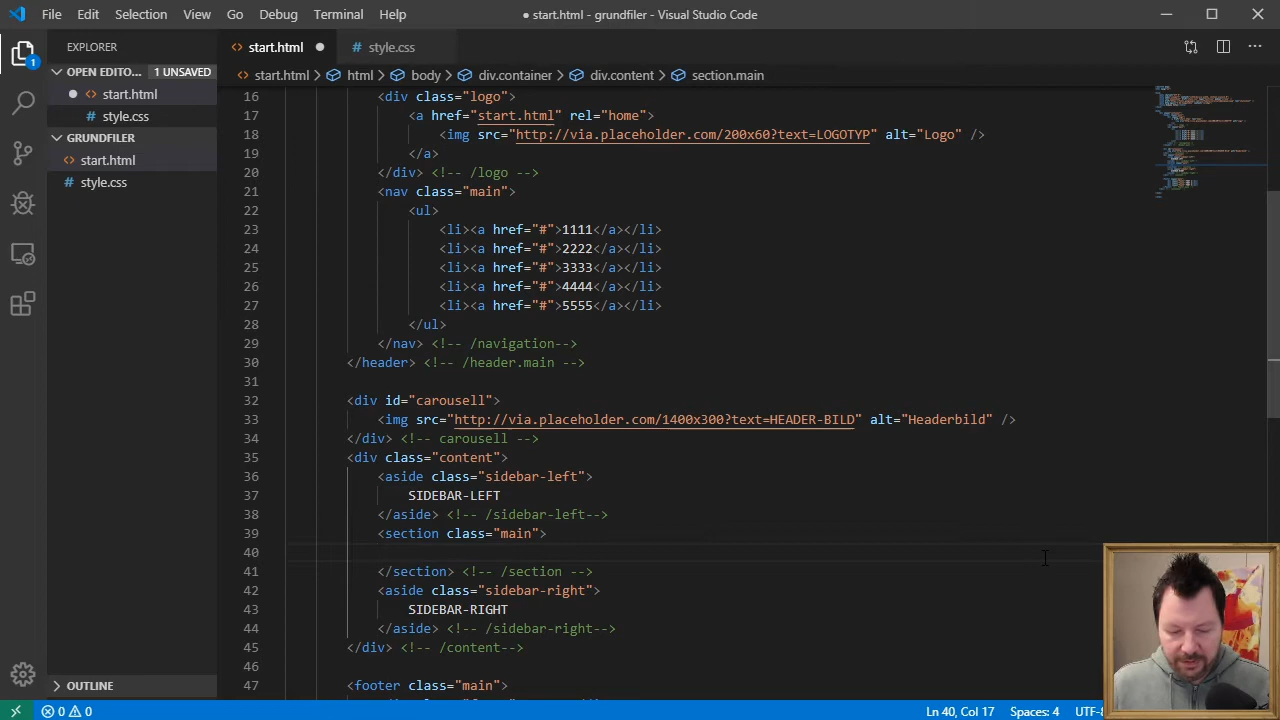 File Edit Selection View Go Debug Terminal Help
● start.html - grundfiler - Visual Studio Code
1
EXPLORER
OPEN EDITO... 1 UNSAVED
● <> start.html
# style.css
GRUNDFILER
<> start.html
# style.css
OUTLINE
<> start.html ●
# style.css
...
<> start.html > html > body > div.container > div.content > section.main
16 <div class="logo">
17 <a href="start.html" rel="home">
18 <img src="http://via.placeholder.com/200x60?text=LOGOTYP" alt="Logo" />
19 </a>
20 </div> <!-- /logo -->
21 <nav class="main">
22 <ul>
23 <li><a href="#">1111</a></li>
24 <li><a href="#">2222</a></li>
25 <li><a href="#">3333</a></li>
26 <li><a href="#">4444</a></li>
27 <li><a href="#">5555</a></li>
28 </ul>
29 </nav> <!-- /navigation-->
30 </header> <!-- /header.main -->
31
32 <div id="carousell">
33 <img src="http://via.placeholder.com/1400x300?text=HEADER-BILD" alt="Headerbild" />
34 </div> <!-- carousell -->
35 <div class="content">
36 <aside class="sidebar-left">
37 SIDEBAR-LEFT
38 </aside> <!-- /sidebar-left-->
39 <section class="main">
40
41 </section> <!-- /section -->
42 <aside class="sidebar-right">
43 SIDEBAR-RIGHT
44 </aside> <!-- /sidebar-right-->
45 </div> <!-- /content-->
46
47 <footer class="main">
0 0
Ln 40, Col 17 Spaces: 4 UTF-8